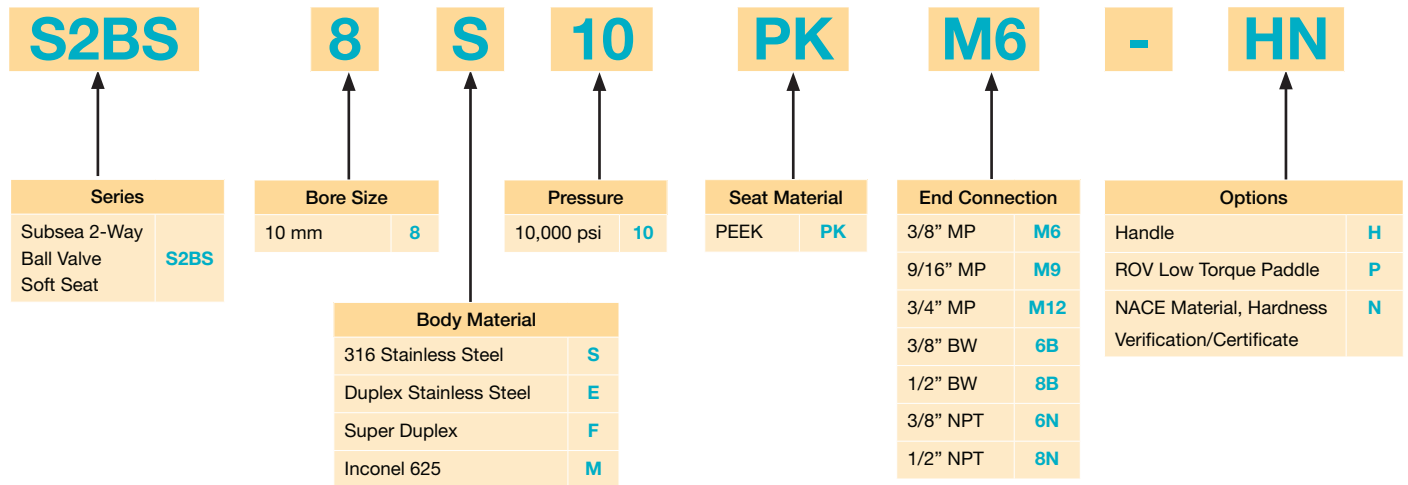 S2BS 8 S 10 PK M6 - HN
Series
Subsea 2-Way
Ball Valve
Soft Seat
S2BS
Bore Size
10 mm 8
Body Material
316 Stainless Steel S
Duplex Stainless Steel E
Super Duplex F
Inconel 625 M
Pressure
10,000 psi 10
Seat Material
PEEK PK
End Connection
3/8” MP M6
9/16” MP M9
3/4” MP M12
3/8” BW 6B
1/2” BW 8B
3/8” NPT 6N
1/2” NPT 8N
Options
Handle H
ROV Low Torque Paddle P
NACE Material, Hardness N
Verification/Certificate